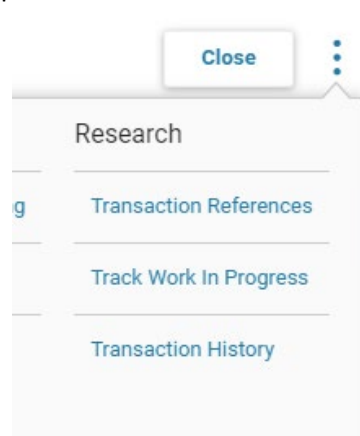 Close
Research
g
Transaction References
Track Work In Progress
Transaction History